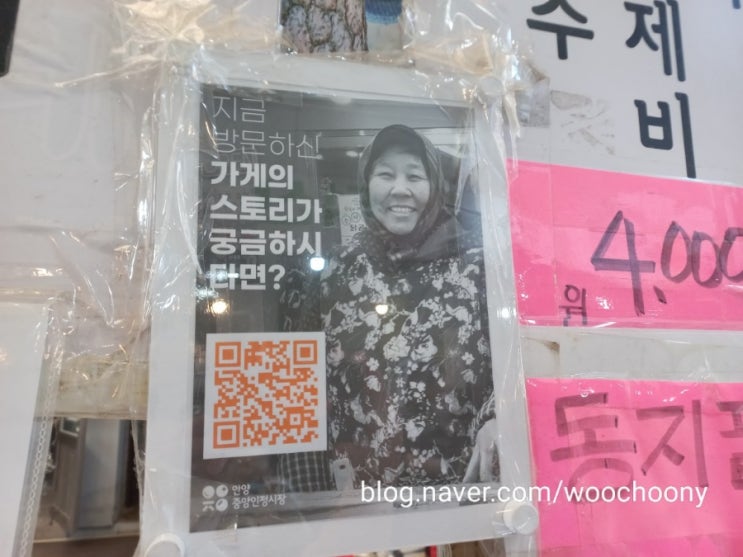 지금
방문하신
가게의
스토리가
궁금하시
다면?
안양
중앙인정시장
수제비
4,000
원
동지팥
blog.naver.com/woochoony